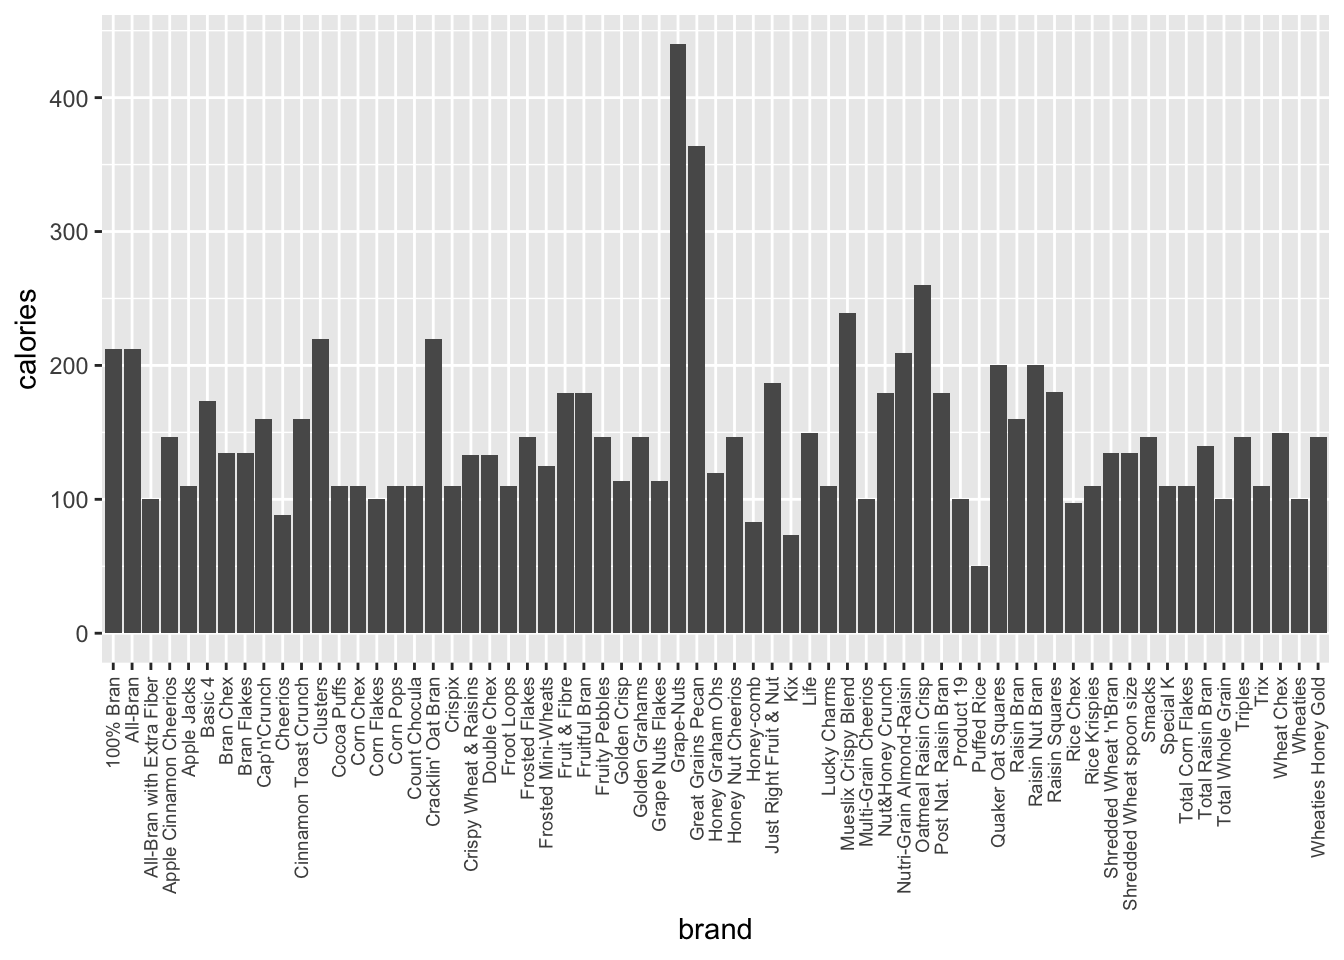 calories
400
300
200
100
0
100% Bran
All-Bran
All-Bran with Extra Fiber
Apple Cinnamon Cheerios
Apple Jacks
Basic 4
Bran Chex
Bran Flakes
Cap'n'Crunch
Cheerios
Cinnamon Toast Crunch
Clusters
Cocoa Puffs
Corn Chex
Corn Flakes
Corn Pops
Count Chocula
Cracklin' Oat Bran
Crispix
Crispy Wheat & Raisins
Double Chex
Froot Loops
Frosted Flakes
Frosted Mini-Wheats
Fruit & Fibre
Fruitful Bran
Fruity Pebbles
Golden Crisp
Golden Grahams
Grape Nuts Flakes
Grape-Nuts
Great Grains Pecan
Honey Graham Ohs
Honey Nut Cheerios
Honey-comb
Just Right Fruit & Nut
Kix
Life
Lucky Charms
Mueslix Crispy Blend
Multi-Grain Cheerios
Nut&Honey Crunch
Nutri-Grain Almond-Raisin
Oatmeal Raisin Crisp
Post Nat. Raisin Bran
Product 19
Puffed Rice
Quaker Oat Squares
Raisin Bran
Raisin Nut Bran
Raisin Squares
Rice Chex
Rice Krispies
Shredded Wheat 'n'Bran
Shredded Wheat spoon size
Smacks
Special K
Total Corn Flakes
Total Raisin Bran
Total Whole Grain
Triples
Trix
Wheat Chex
Wheaties
Wheaties Honey Gold
brand